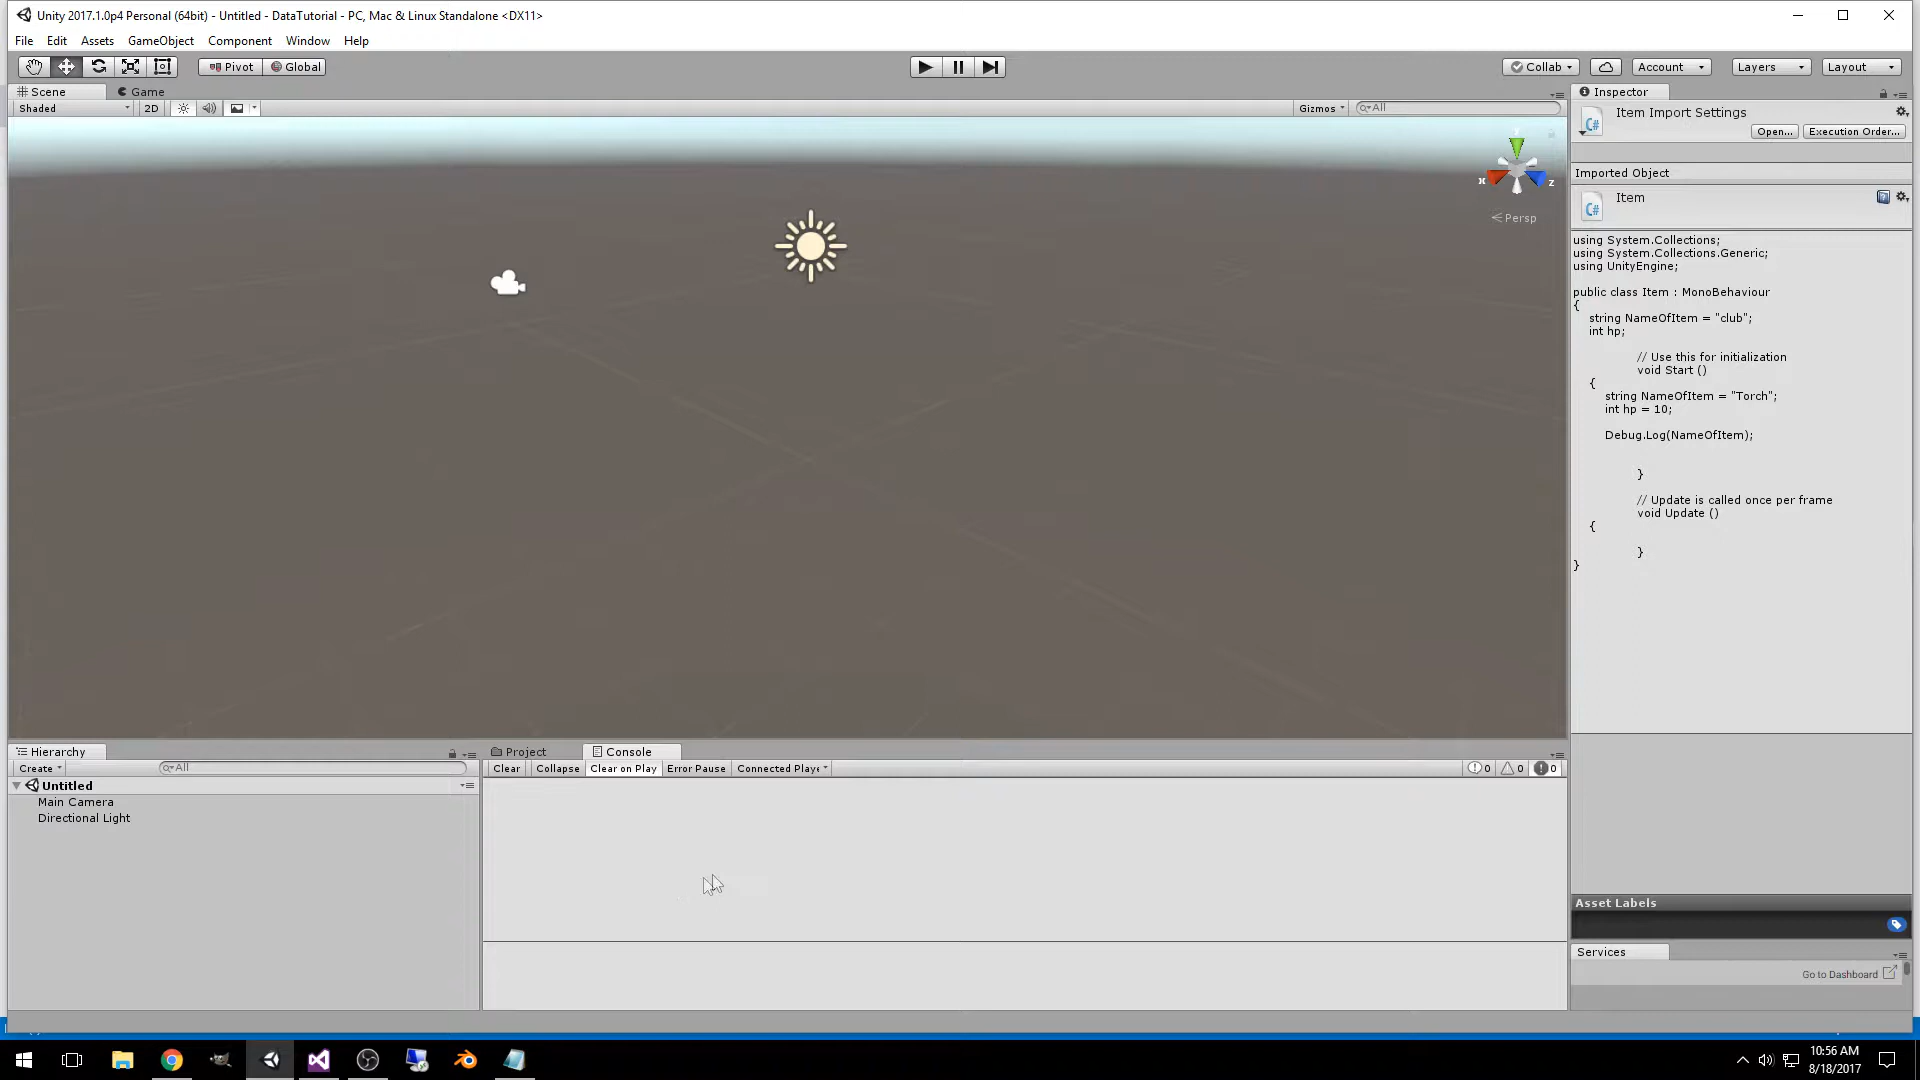 Unity 2017.1.0p4 Personal (64bit) - Untitled - DataTutorial - PC, Mac & Linux Standalone <DX11>
File Edit Assets GameObject Component Window Help
Pivot Global Collab Account Layers Layout
Scene Game
Shaded 2D Gizmos All
x z
Persp
Inspector
Item Import Settings
C# Open... Execution Order...
Imported Object
Item
C#
using System.Collections;
using System.Collections.Generic;
using UnityEngine;
public class Item : MonoBehaviour
{
string NameOfItem = "club";
int hp;
// Use this for initialization
void Start ()
{
string NameOfItem = "Torch";
int hp = 10;
Debug.Log(NameOfItem);
}
// Update is called once per frame
void Update ()
{
}
}
Hierarchy
Create All
Untitled
Main Camera
Directional Light
Project Console
Clear Collapse Clear on Play Error Pause Connected Playe 0 0 0
Asset Labels
Services
Go to Dashboard
10:56 AM
8/18/2017